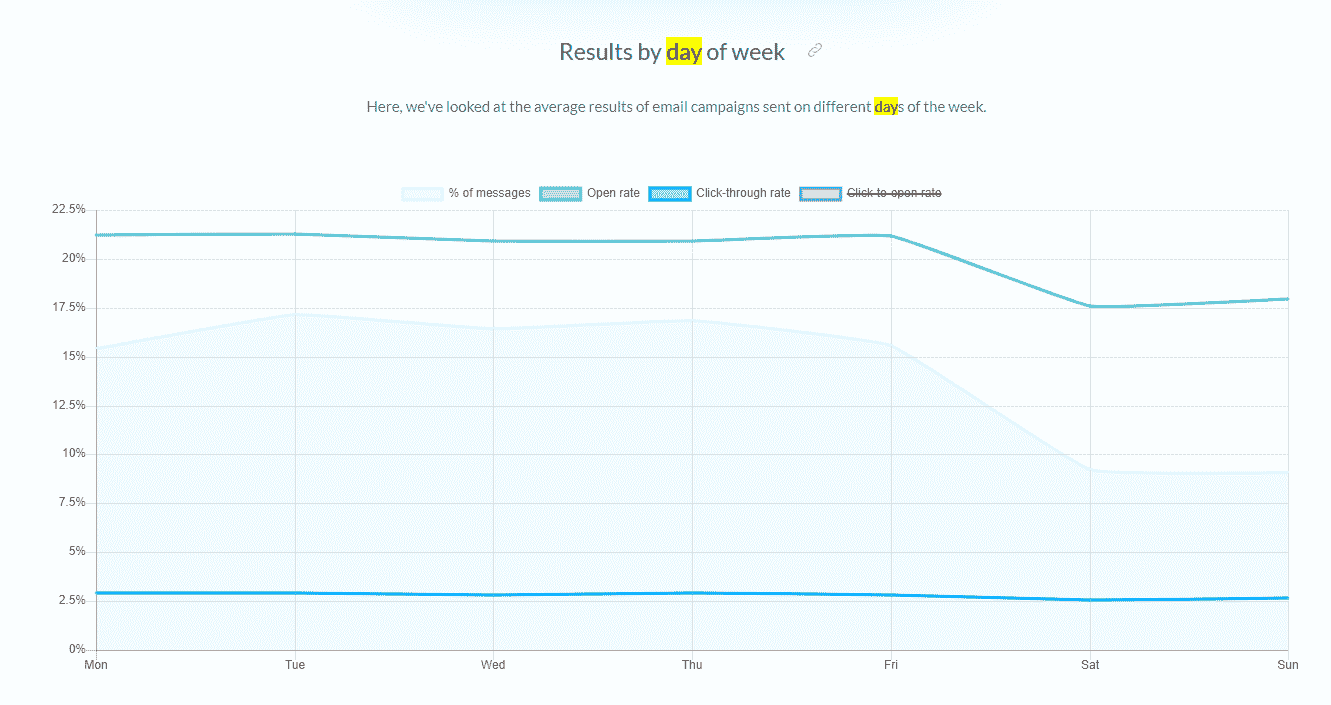 Results by day of week
Here, we've looked at the average results of email campaigns sent on different days of the week.
% of messages Open rate Click-through rate Click-to-open rate
22.5%
20%
17.5%
15%
12.5%
10%
7.5%
5%
2.5%
0%
Mon Tue Wed Thu Fri Sat Sun